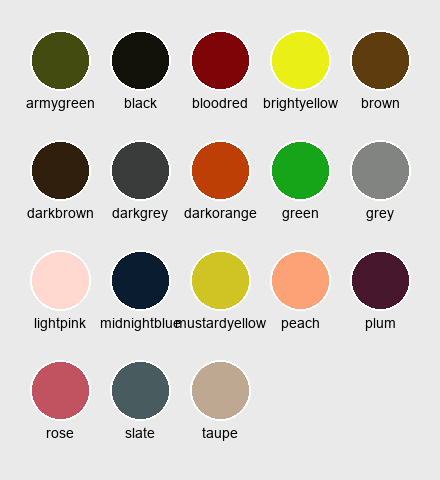 armygreen black bloodred brightyellow brown
darkbrown darkgrey darkorange green grey
lightpink midnightblue mustardyellow peach plum
rose slate taupe